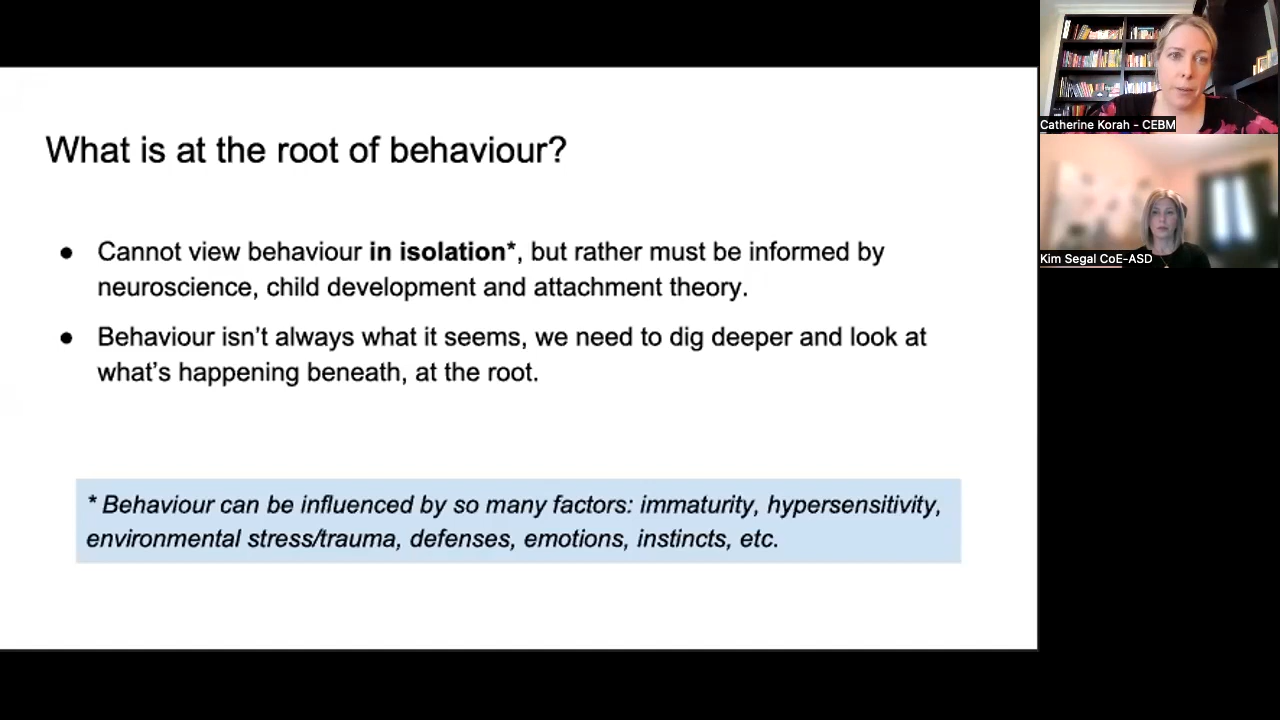 What is at the root of behaviour?
● Cannot view behaviour in isolation*, but rather must be informed by
neuroscience, child development and attachment theory.
● Behaviour isn’t always what it seems, we need to dig deeper and look at
what’s happening beneath, at the root.
* Behaviour can be influenced by so many factors: immaturity, hypersensitivity,
environmental stress/trauma, defenses, emotions, instincts, etc.
Catherine Korah - CEBM
Kim Segal CoE-ASD